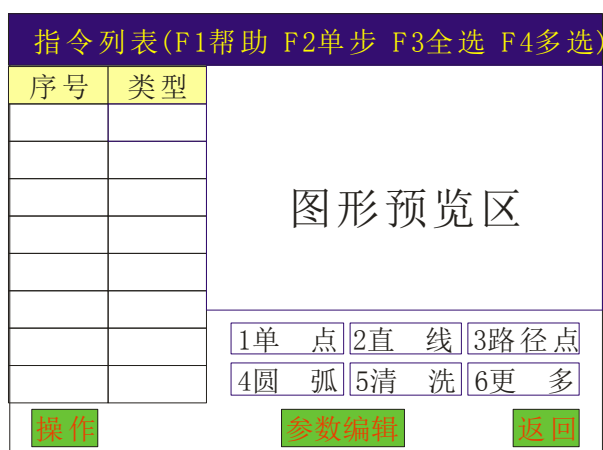 指令列表(F1帮助 F2单步 F3全选 F4多选)
序号 类型
图形预览区
1单 点 2直 线 3路径点
4圆 弧 5清 洗 6更 多
操作 参数编辑 返回